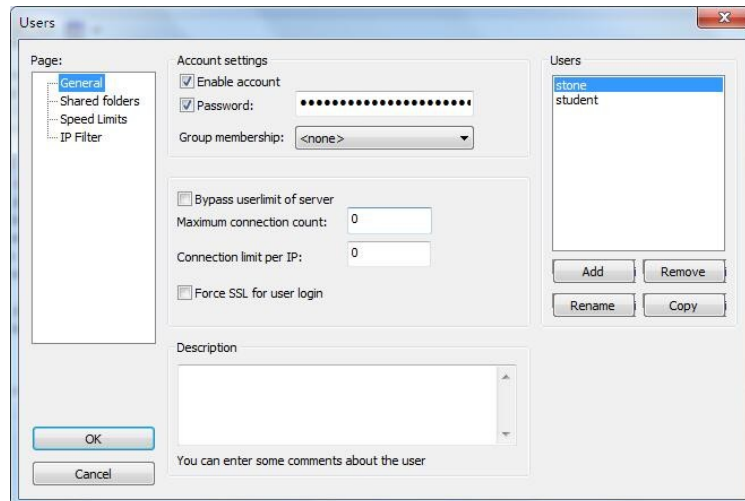 Users
Page:
General
Shared folders
Speed Limits
IP Filter
OK
Cancel
Account settings
Enable account
Password:
Group membership: <none>
Bypass userlimit of server
Maximum connection count: 0
Connection limit per IP: 0
Force SSL for user login
Description
You can enter some comments about the user
Users
stone
student
Add Remove
Rename Copy